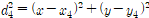 d₄² = (x − x₄)² + (y − y₄)²